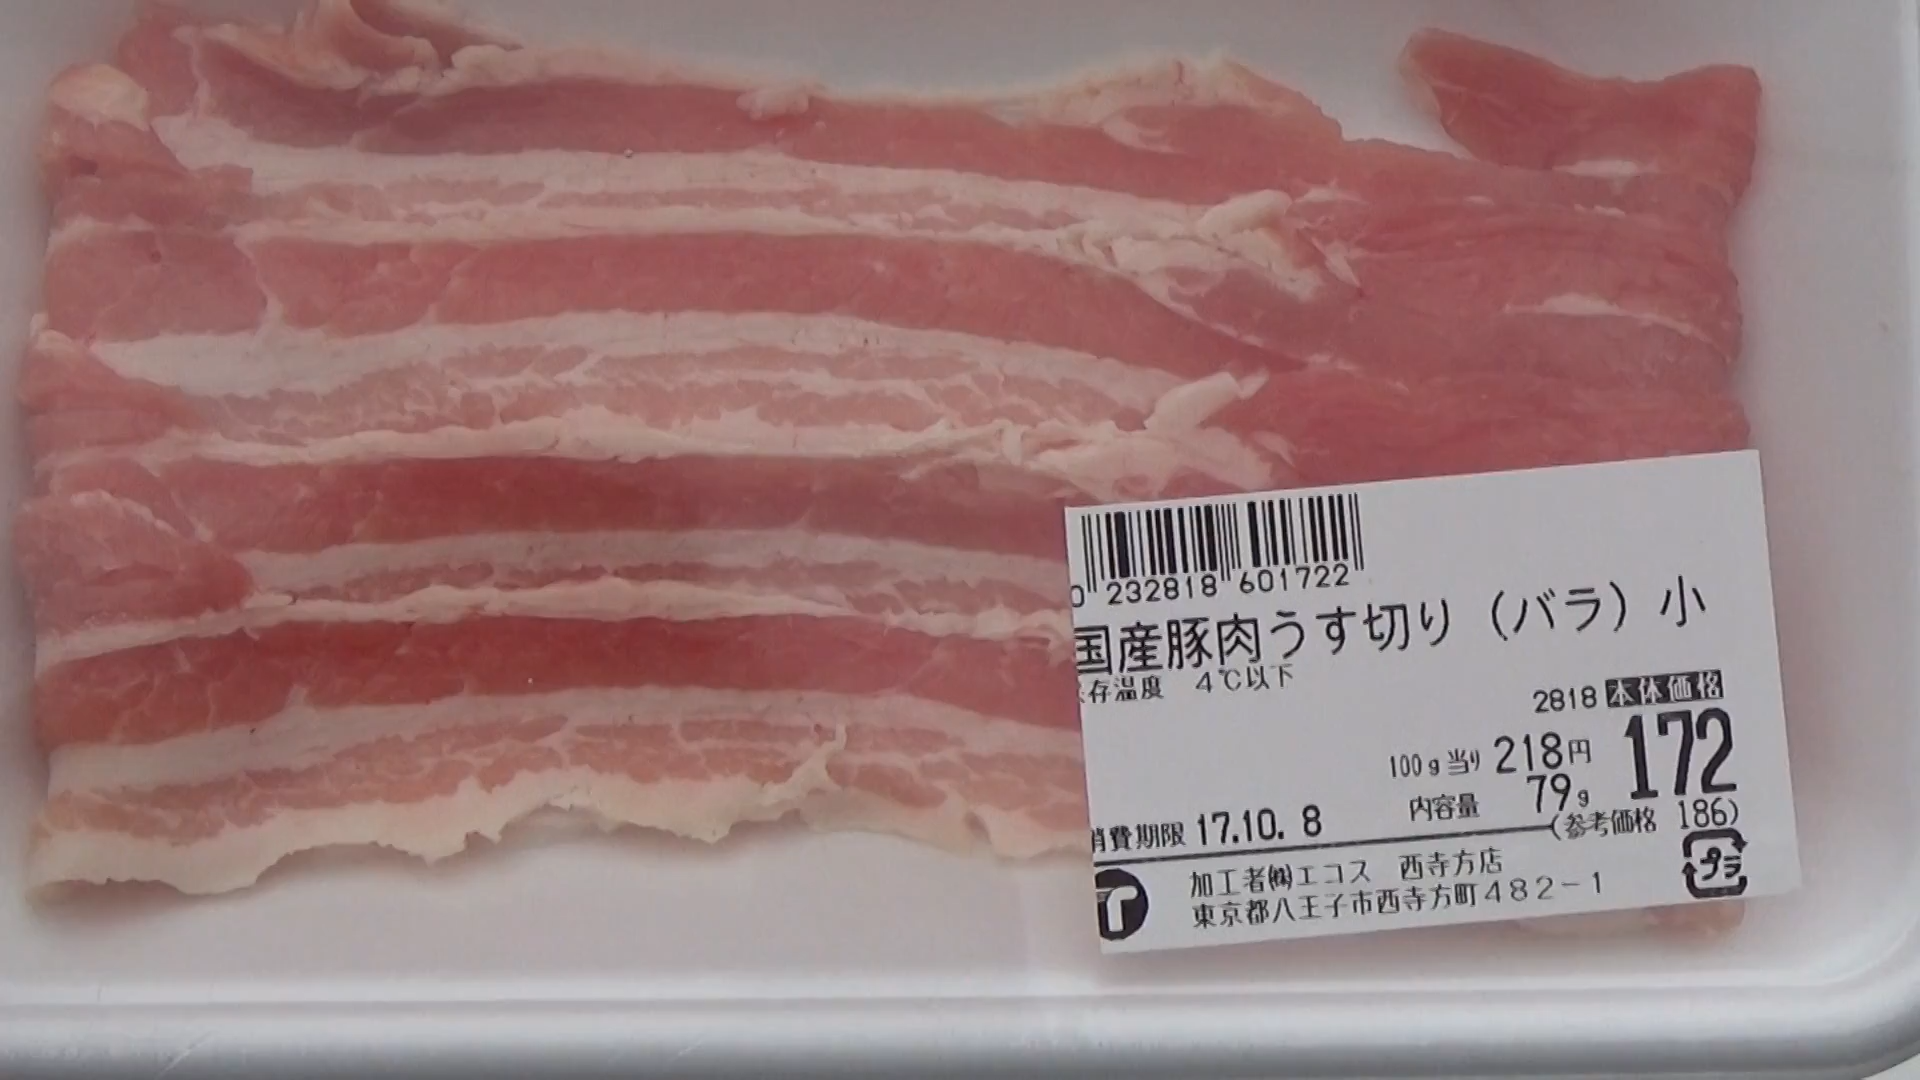 0 232818 601722
国産豚肉うす切り（バラ）小
存温度 4℃以下
2818 本体価格
100g当り 218円 172
内容量 79g
消費期限 17.10. 8 (参考価格 186)
加工者㈱エコス 西寺方店
東京都八王子市西寺方町482-1
プラ